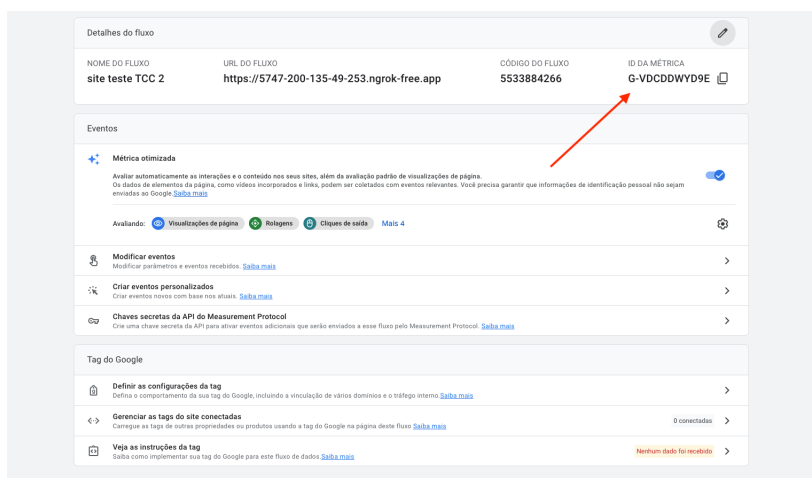 Detalhes do fluxo
NOME DO FLUXO URL DO FLUXO CÓDIGO DO FLUXO ID DA MÉTRICA
site teste TCC 2 https://5747-200-135-49-253.ngrok-free.app 5533884266 G-VDCDDWYD9E
Eventos
Métrica otimizada
Avaliar automaticamente as interações e o conteúdo nos seus sites, além da avaliação padrão de visualizações de página.
Os dados de elementos da página, como vídeos incorporados e links, podem ser coletados com eventos relevantes. Você precisa garantir que informações de identificação pessoal não sejam
enviadas ao Google.Saiba mais
Avaliando: Visualizações de página Rolagens Cliques de saída Mais 4
Modificar eventos
Modificar parâmetros e eventos recebidos. Saiba mais
Criar eventos personalizados
Criar eventos novos com base nos atuais. Saiba mais
Chaves secretas da API do Measurement Protocol
Crie uma chave secreta da API para ativar eventos adicionais que serão enviados a esse fluxo pelo Measurement Protocol. Saiba mais
Tag do Google
Definir as configurações da tag
Defina o comportamento da sua tag do Google, incluindo a vinculação de vários domínios e o tráfego interno.Saiba mais
Gerenciar as tags do site conectadas
Carregue as tags de outras propriedades ou produtos usando a tag do Google na página deste fluxo Saiba mais
0 conectadas
Veja as instruções da tag
Saiba como implementar sua tag do Google para este fluxo de dados.Saiba mais
Nenhum dado foi recebido